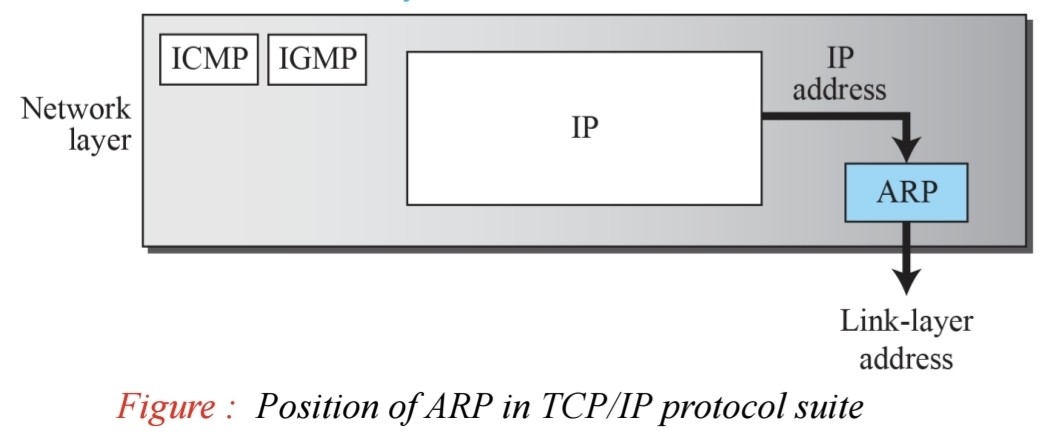 ICMP
IGMP
IP
address
Network
layer
IP
ARP
Link-layer
address
Figure : Position of ARP in TCP/IP protocol suite